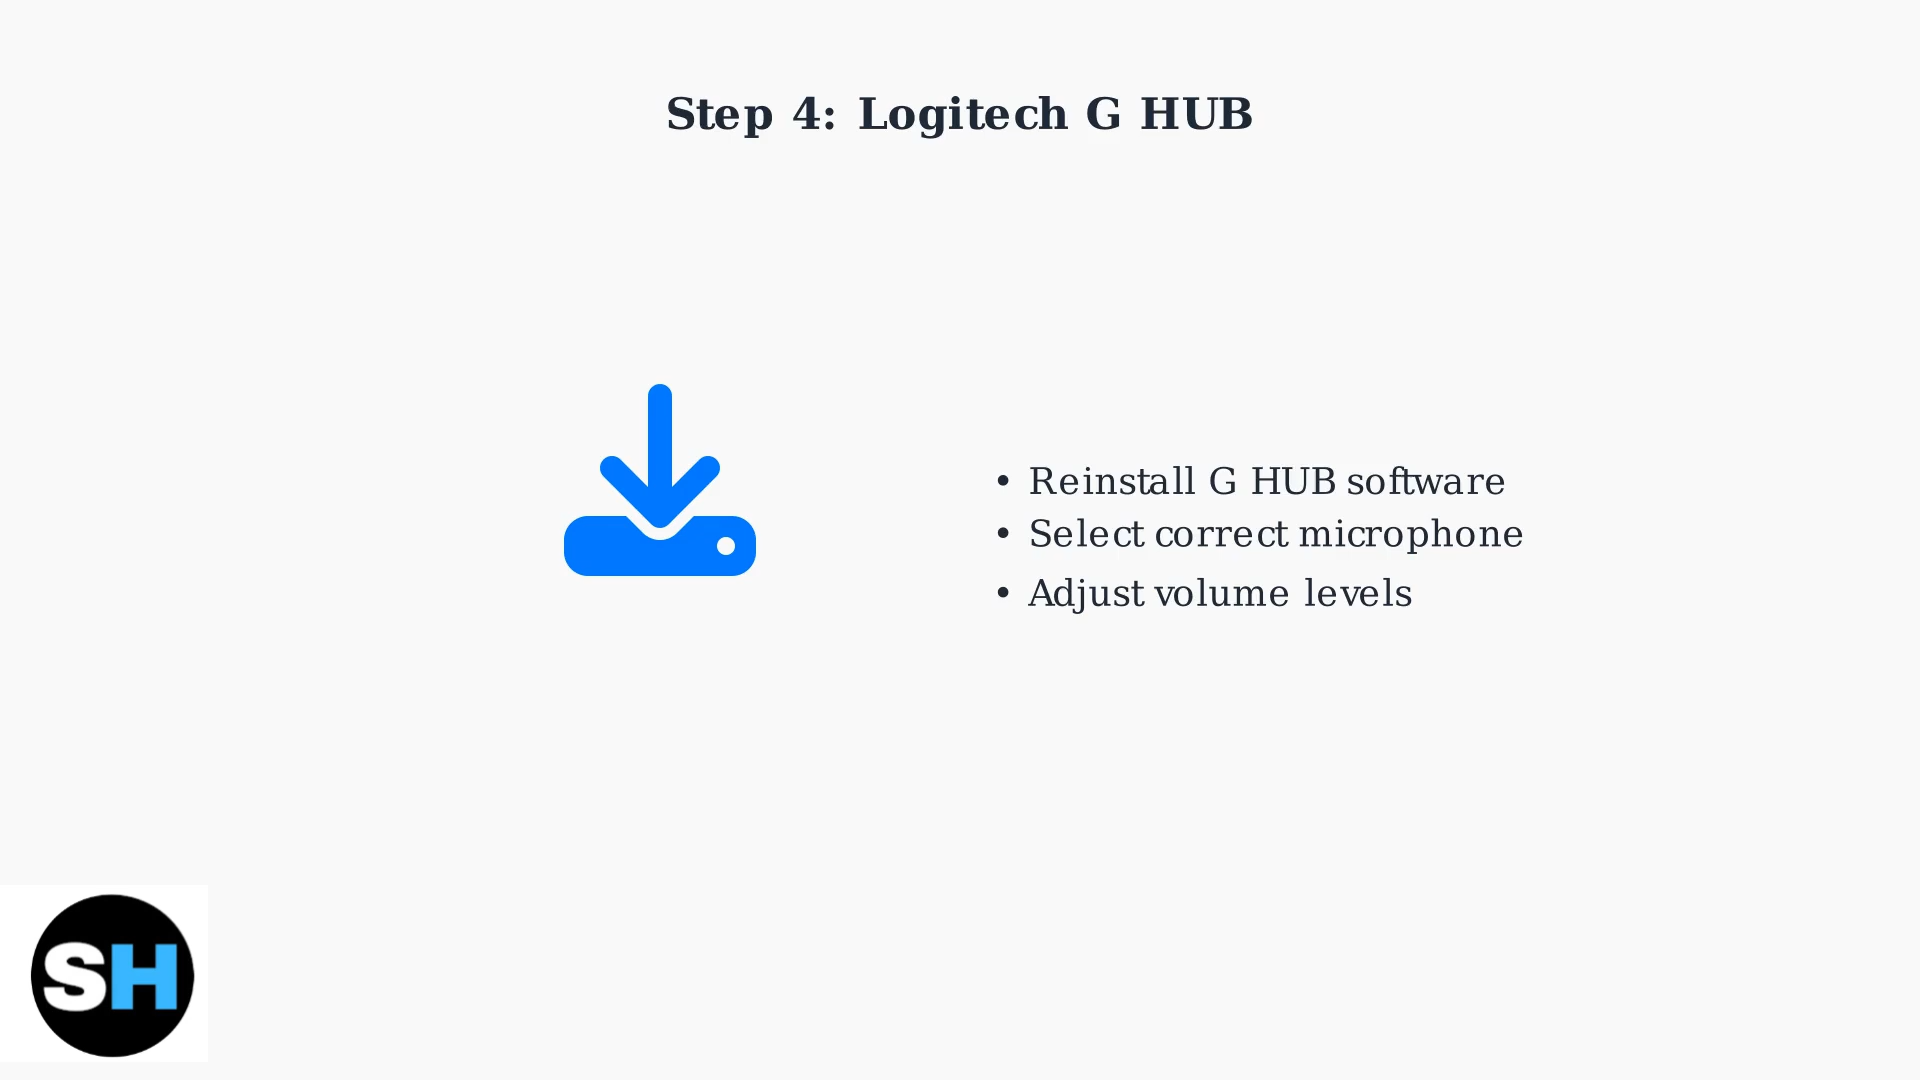 Step 4: Logitech G HUB
• Reinstall G HUB software
• Select correct microphone
• Adjust volume levels
SH